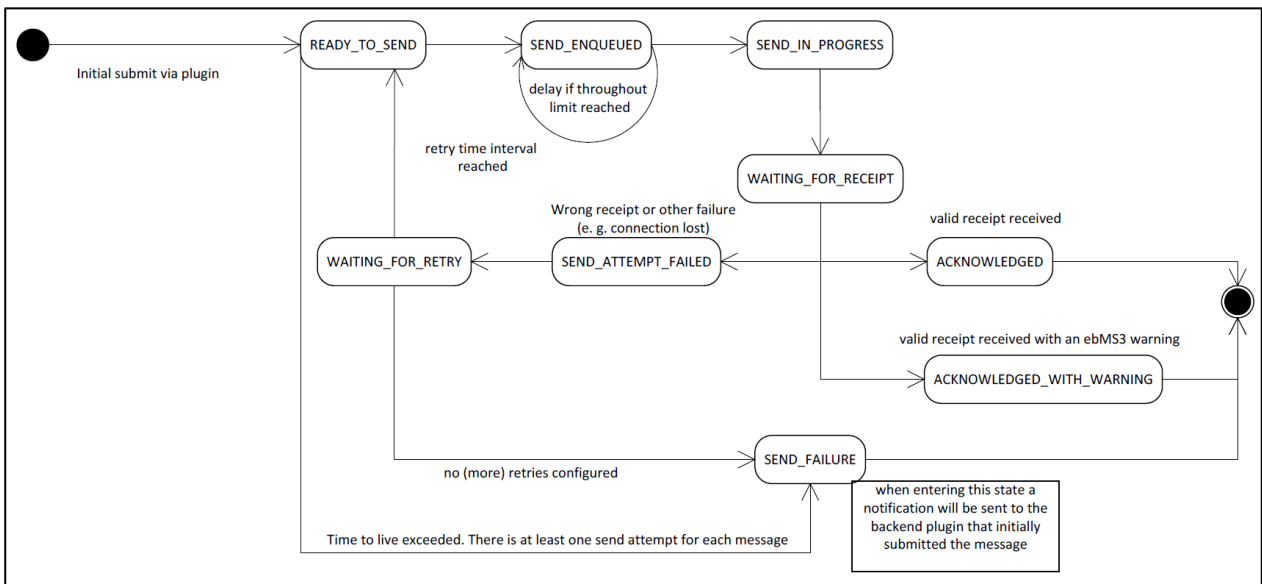 READY_TO_SEND
SEND_ENQUEUED
SEND_IN_PROGRESS
Initial submit via plugin
delay if throughout
limit reached
retry time interval
reached
WAITING_FOR_RECEIPT
Wrong receipt or other failure
(e. g. connection lost)
valid receipt received
WAITING_FOR_RETRY
SEND_ATTEMPT_FAILED
ACKNOWLEDGED
valid receipt received with an ebMS3 warning
ACKNOWLEDGED_WITH_WARNING
no (more) retries configured
SEND_FAILURE
when entering this state a
notification will be sent to the
backend plugin that initially
submitted the message
Time to live exceeded. There is at least one send attempt for each message